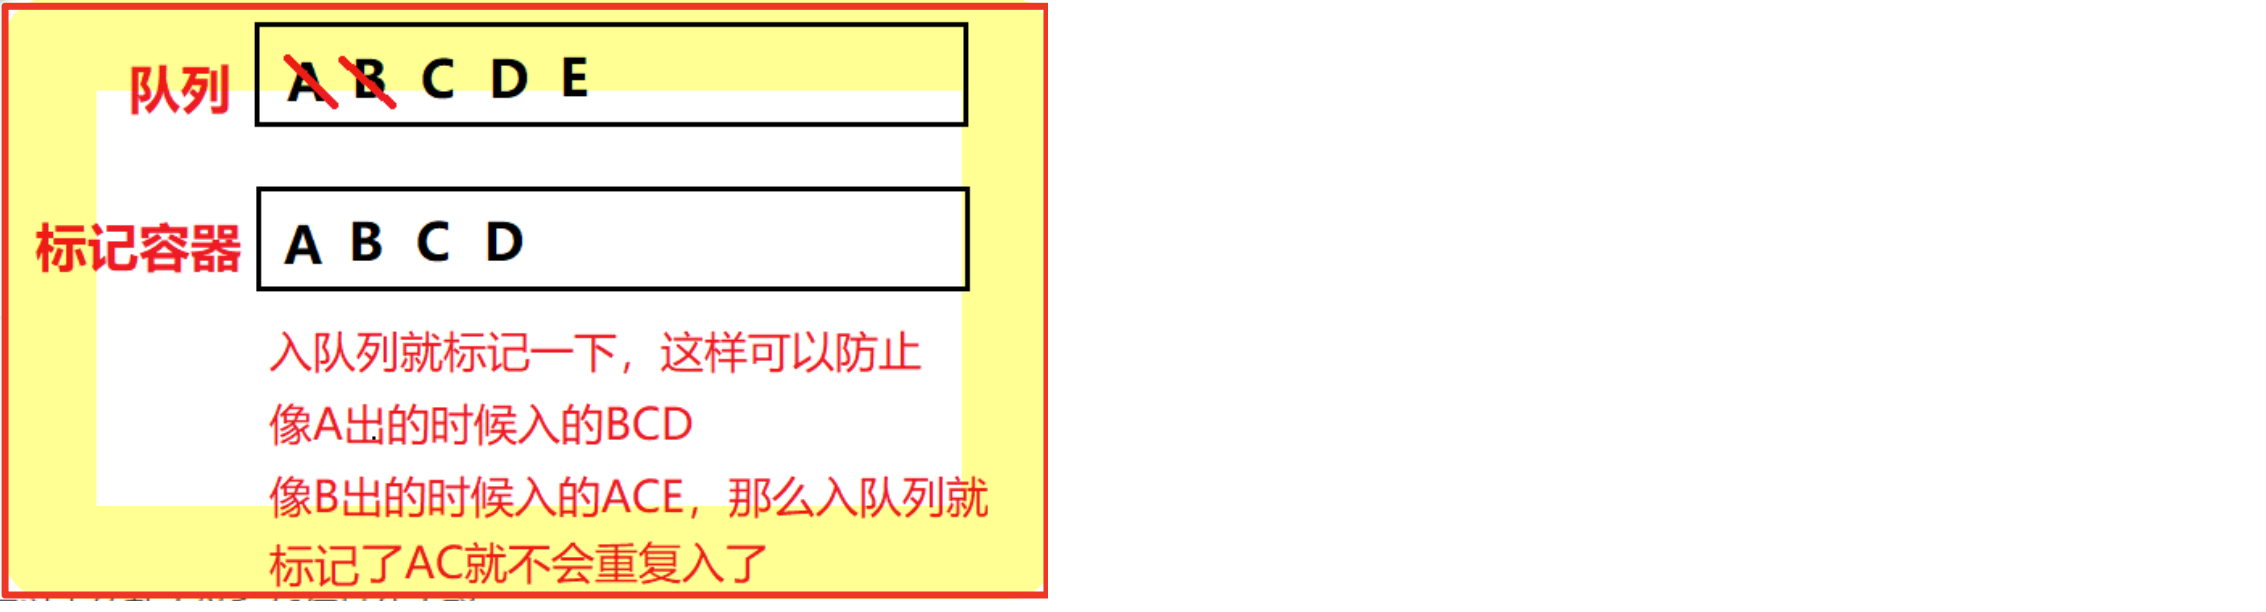 队列 A B C D E
标记容器 A B C D
入队列就标记一下，这样可以防止
像A出的时候入的BCD
像B出的时候入的ACE，那么入队列就
标记了AC就不会重复入了